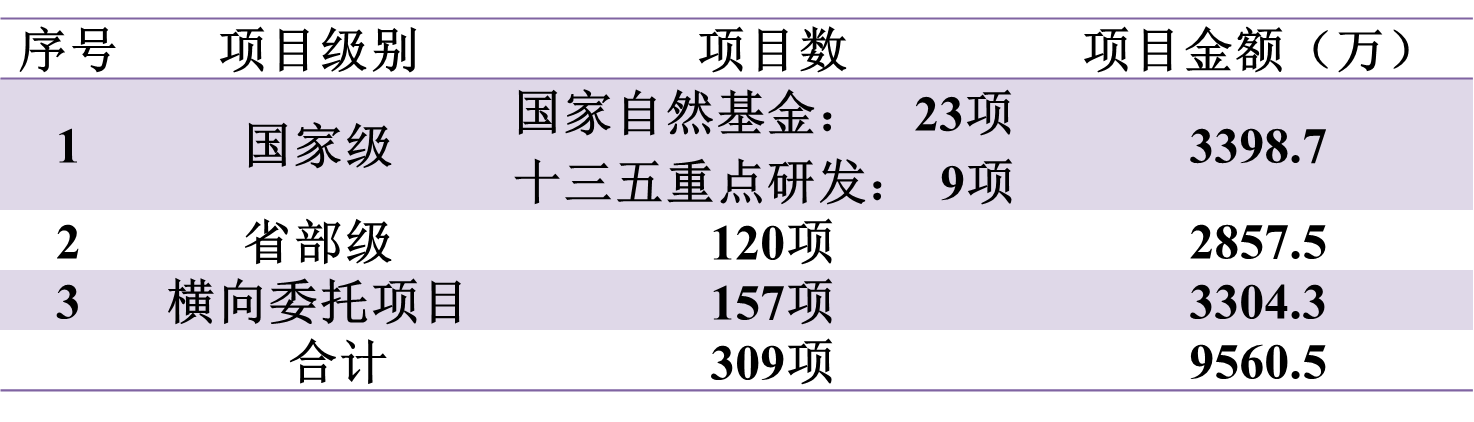 序号 项目级别 项目数 项目金额（万）
1 国家级 国家自然基金： 23项 3398.7
十三五重点研发： 9项
2 省部级 120项 2857.5
3 横向委托项目 157项 3304.3
合计 309项 9560.5